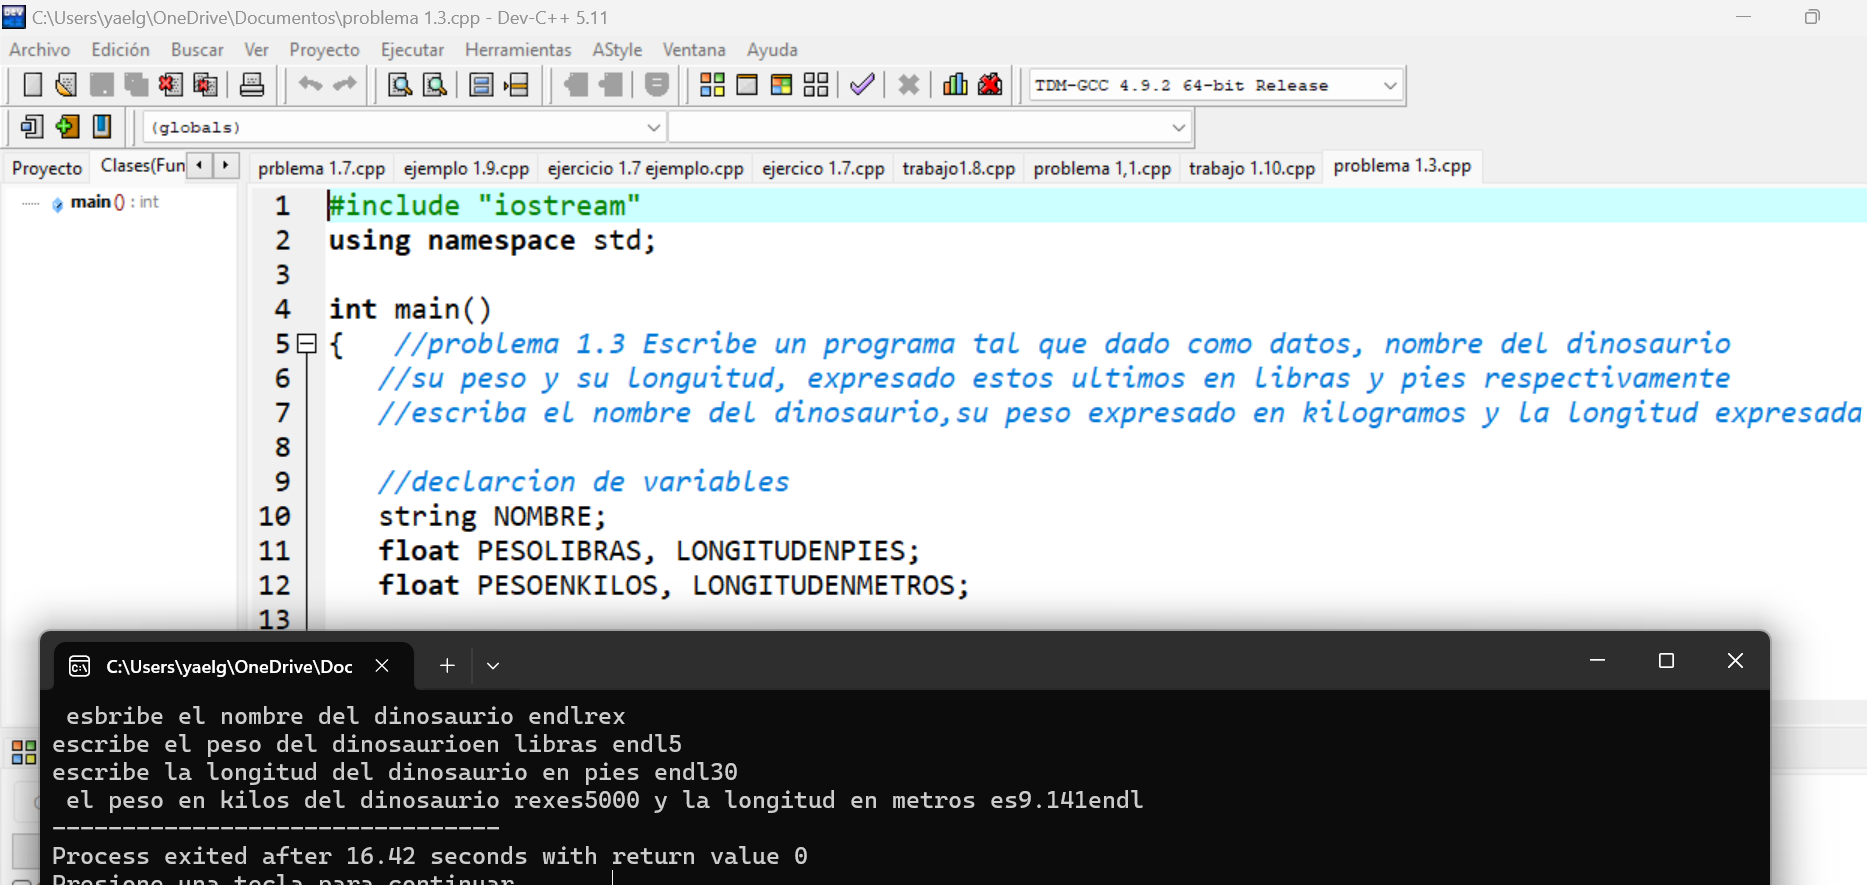 C:\Users\yaelg\OneDrive\Documentos\problema 1.3.cpp - Dev-C++ 5.11
Archivo Edición Buscar Ver Proyecto Ejecutar Herramientas AStyle Ventana Ayuda
TDM-GCC 4.9.2 64-bit Release
(globals)
Proyecto Clases(Fun prblema 1.7.cpp ejemplo 1.9.cpp ejercicio 1.7 ejemplo.cpp ejercico 1.7.cpp trabajo1.8.cpp problema 1,1.cpp trabajo 1.10.cpp problema 1.3.cpp
main() : int
1 #include "iostream"
2 using namespace std;
3
4 int main()
5 { //problema 1.3 Escribe un programa tal que dado como datos, nombre del dinosaurio
6 //su peso y su Longuitud, expresado estos ultimos en libras y pies respectivamente
7 //escriba el nombre del dinosaurio,su peso expresado en kilogramos y la longitud expresada
8
9 //declarcion de variables
10 string NOMBRE;
11 float PESOLIBRAS, LONGITUDENPIES;
12 float PESOENKILOS, LONGITUDENMETROS;
13
C:\Users\yaelg\OneDrive\Doc
esbribe el nombre del dinosaurio endlrex
escribe el peso del dinosaurioen libras endl5
escribe la longitud del dinosaurio en pies endl30
el peso en kilos del dinosaurio rexes5000 y la longitud en metros es9.141endl
--------------------------------
Process exited after 16.42 seconds with return value 0
Presione una tecla para continuar